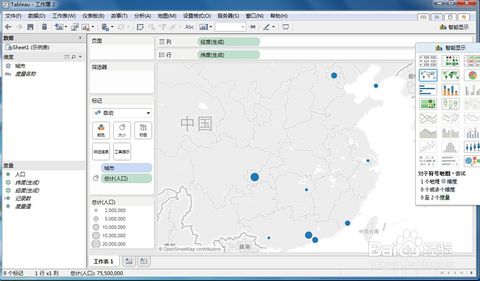 Tableau - 工作簿 2
文件(F) 数据(D) 工作表(W) 仪表板(B) 故事(T) 分析(A) 地图(M) 设置格式(O) 服务器(S) 窗口(N) 帮助(H)
智能显示
数据
Sheet1 (示例表)
维度
城市
度量名称
度量
人口
纬度(生成)
经度(生成)
记录数
度量值
页面
筛选器
标记
自动
颜色
大小
标签
详细信息
工具提示
城市
总计(人口)
总计(人口)
2,000,000
5,000,000
10,000,000
15,000,000
20,000,000
列
经度(生成)
行
纬度(生成)
中国
中国台湾
越南
© OpenStreetMap contributors
智能显示
对于符号地图，尝试
1 个地理 维度
0 个或多个维度
0 至 2 个度量
工作表 1
9 个标记
1 行 x1 列
总计(人口): 75,500,000
Baidu 经验